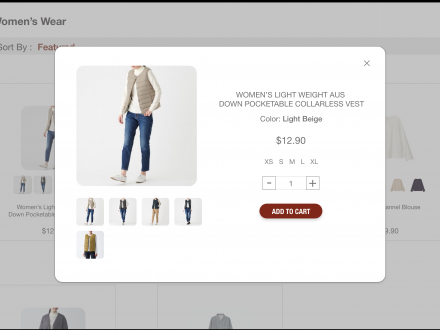 Women's Wear
Sort By : Featured
×
WOMEN'S LIGHT WEIGHT AUS
DOWN POCKETABLE COLLARLESS VEST
Color: Light Beige
$12.90
XS S M L XL
- 1 +
ADD TO CART
Women's Light
Down Pocketable
$12
Flannel Blouse
9.90